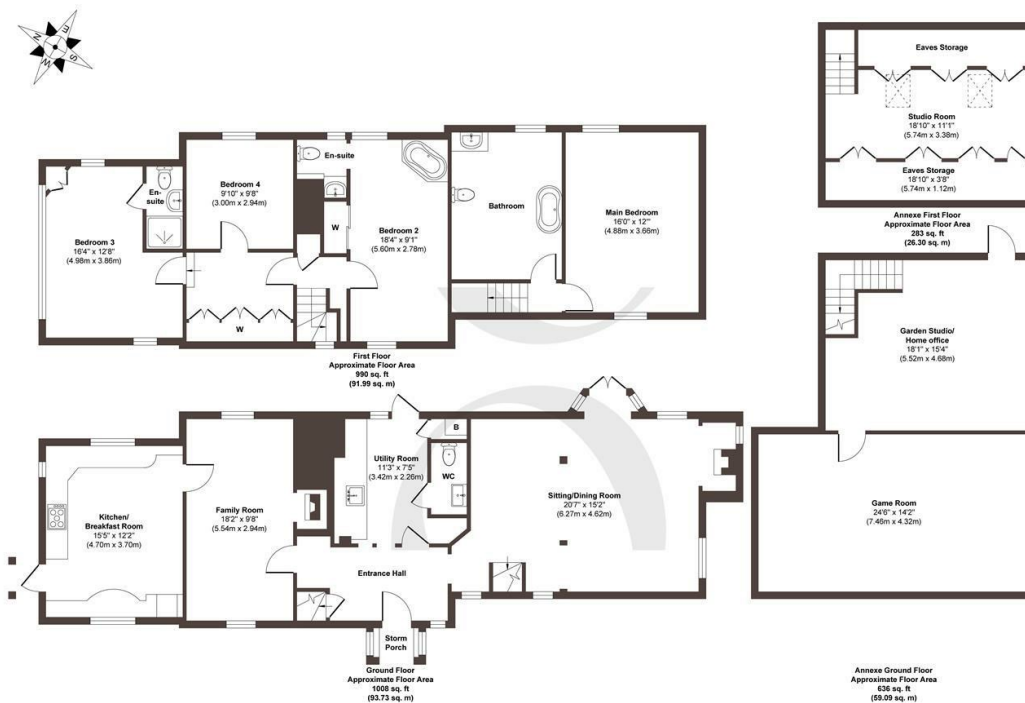 N
E
S
W
Eaves Storage
Studio Room
18'10" x 11'1"
(5.74m x 3.38m)
Eaves Storage
18'10" x 3'8"
(5.74m x 1.12m)
Annexe First Floor
Approximate Floor Area
283 sq. ft
(26.30 sq. m)
En-suite
Bedroom 4
9'10" x 9'8"
(3.00m x 2.94m)
En-
suite
Bedroom 3
16'4" x 12'8"
(4.98m x 3.86m)
W
W
Bedroom 2
18'4" x 9'1"
(5.60m x 2.78m)
Bathroom
Main Bedroom
16'0" x 12'"
(4.88m x 3.66m)
First Floor
Approximate Floor Area
990 sq. ft
(91.99 sq. m)
Garden Studio/
Home office
18'1" x 15'4"
(5.52m x 4.68m)
B
Utility Room
11'3" x 7'5"
(3.42m x 2.26m)
WC
Sitting/Dining Room
20'7" x 15'2"
(6.27m x 4.62m)
Kitchen/
Breakfast Room
15'5" x 12'2"
(4.70m x 3.70m)
Family Room
18'2" x 9'8"
(5.54m x 2.94m)
Entrance Hall
Storm
Porch
Game Room
24'6" x 14'2"
(7.46m x 4.32m)
Ground Floor
Approximate Floor Area
1008 sq. ft
(93.73 sq. m)
Annexe Ground Floor
Approximate Floor Area
636 sq. ft
(59.09 sq. m)